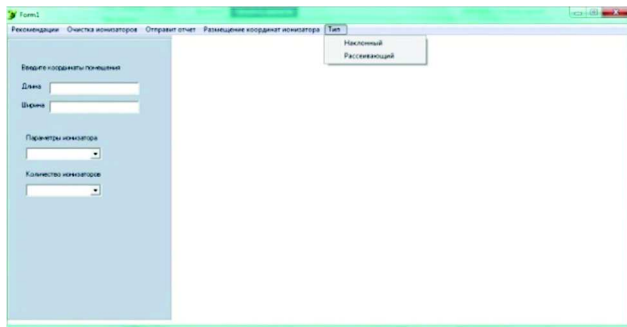 Form1
Рекомендации Очистка ионизаторов Отправит отчет Размещение координат ионизатора Тип
Наклонный
Рассеивающий
Введите координаты помещения
Длина
Ширина
Параметры ионизатора
Количество ионизаторов